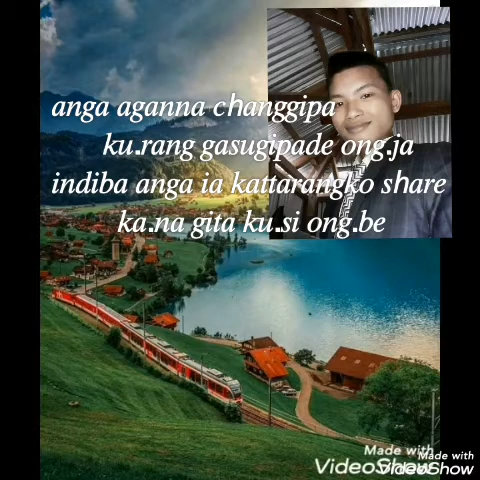 anga aganna changgipa
ku.rang gasugipade ong.ja
indiba anga ia kattarangko share
ka.na gita ku.si ong.be
Made with
VideoShow
Made with
VideoShow